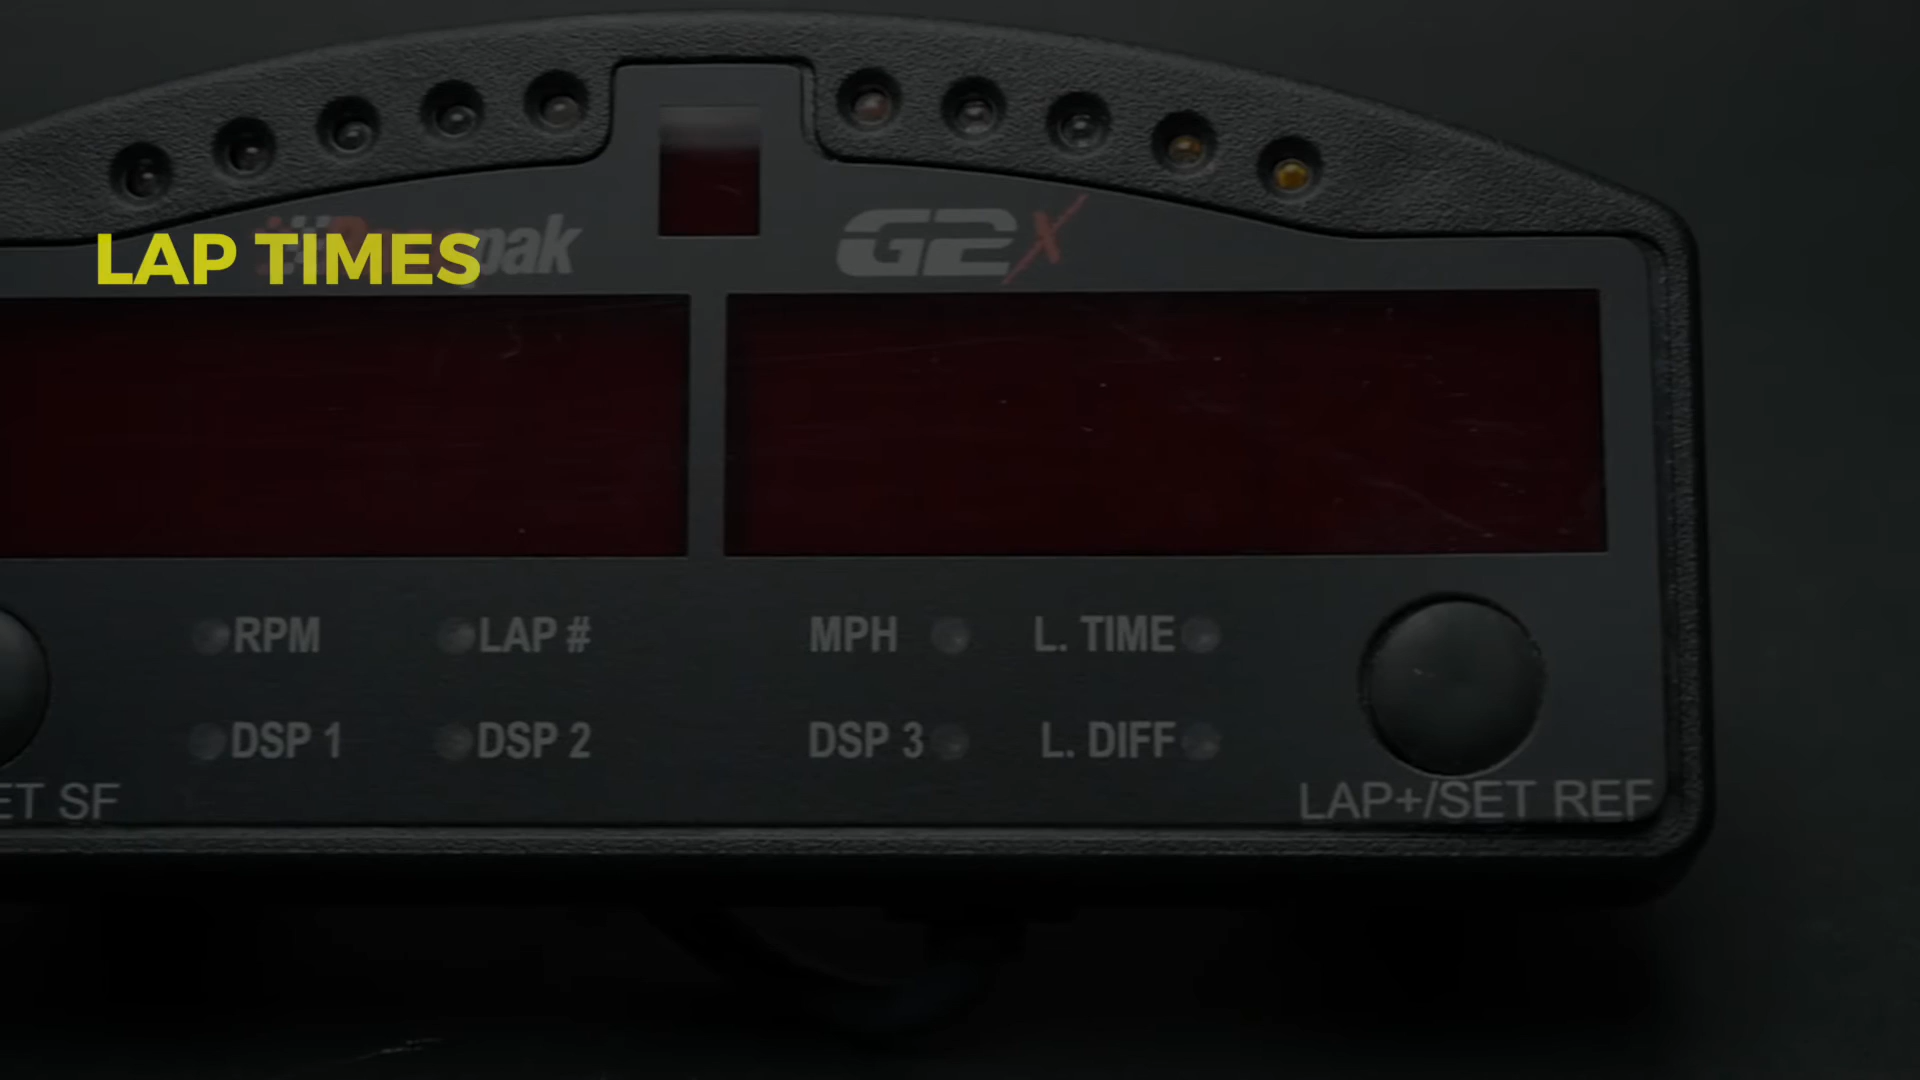 LAP TIMES
pak
G2X
RPM LAP # MPH L. TIME
DSP 1 DSP 2 DSP 3 L. DIFF
ET SF LAP+/SET REF